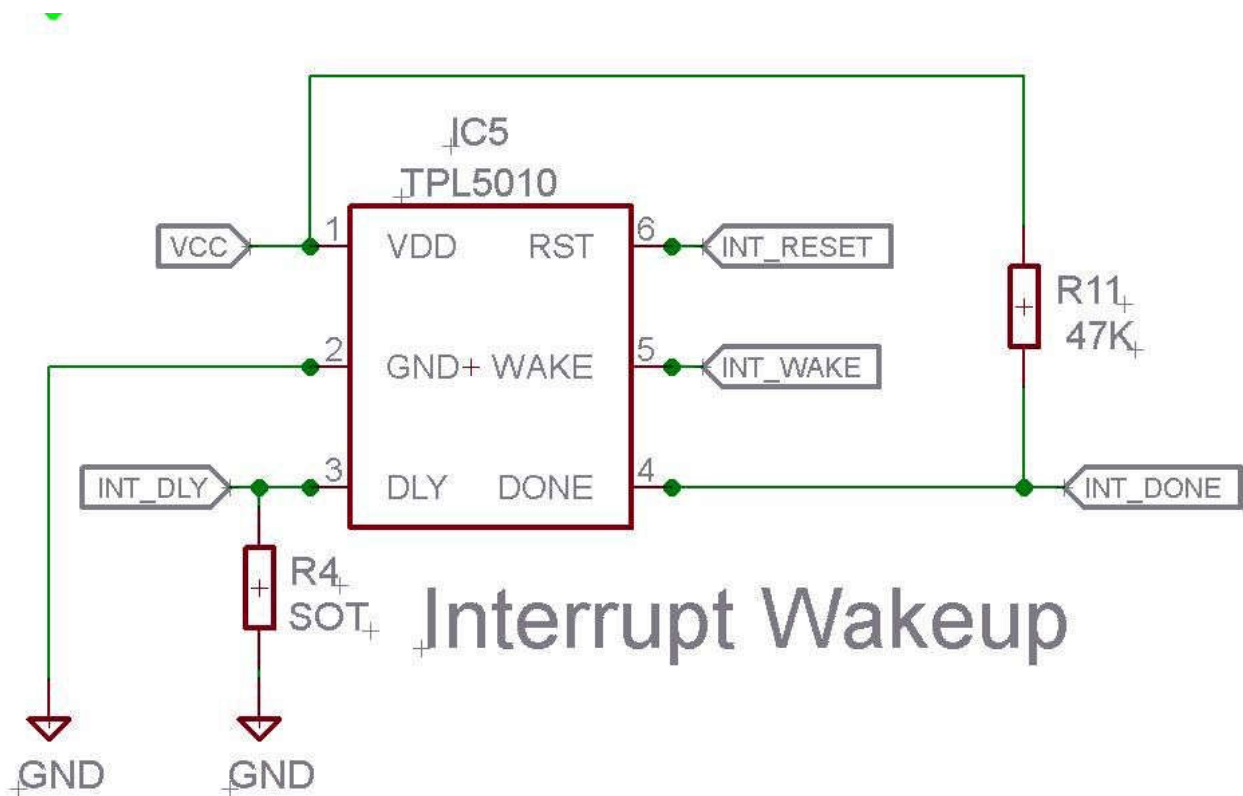 IC5
TPL5010
VCC
1
VDD
RST
6
INT_RESET
R11
47K
2
GND
WAKE
5
INT_WAKE
INT_DLY
3
DLY
DONE
4
INT_DONE
R4
SOT
Interrupt Wakeup
GND
GND